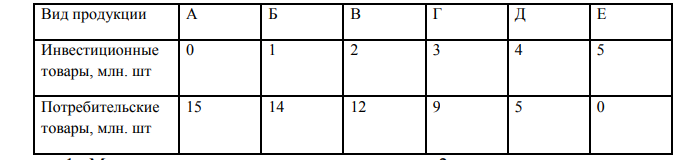 Вид продукции А Б В Г Д Е
Инвестиционные 0 1 2 3 4 5
товары, млн. шт
Потребительские 15 14 12 9 5 0
товары, млн. шт